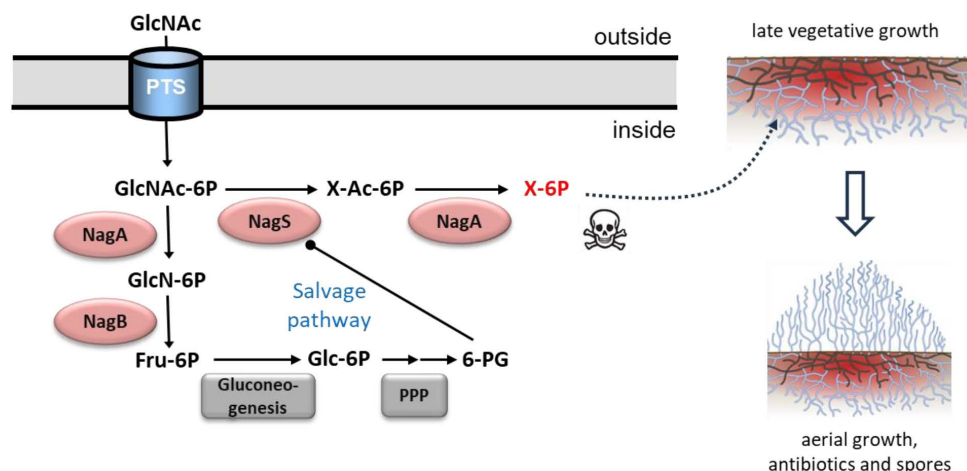 GlcNAc
outside
late vegetative growth
PTS
inside
GlcNAc-6P
X-Ac-6P
X-6P
NagA
NagS
NagA
GlcN-6P
NagB
Salvage
pathway
Fru-6P
Glc-6P
6-PG
Gluconeo-
genesis
PPP
aerial growth,
antibiotics and spores